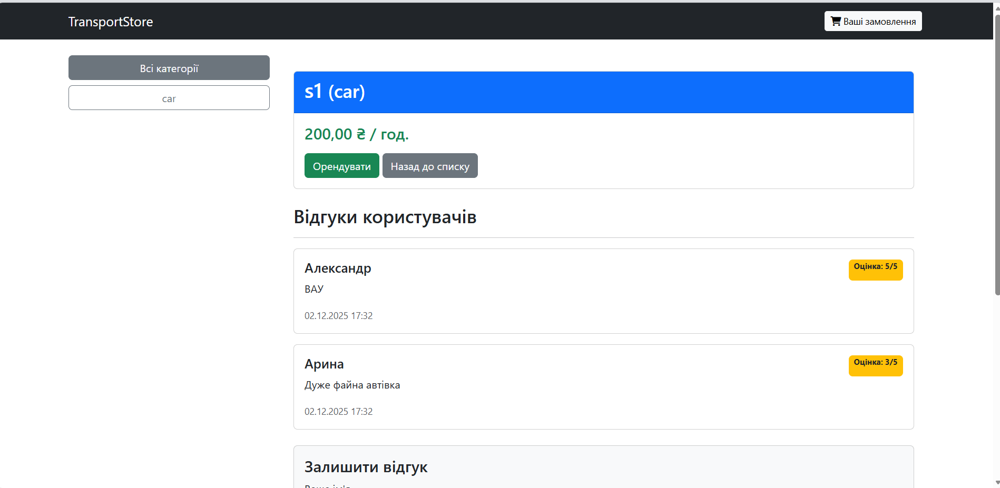 TransportStore
Ваші замовлення
Всі категорії
car
s1 (car)
200,00 ₴ / год.
Орендувати
Назад до списку
Відгуки користувачів
Александр
Оцінка: 5/5
ВАУ
02.12.2025 17:32
Арина
Оцінка: 3/5
Дуже файна автівка
02.12.2025 17:32
Залишити відгук
Ваше ім'я